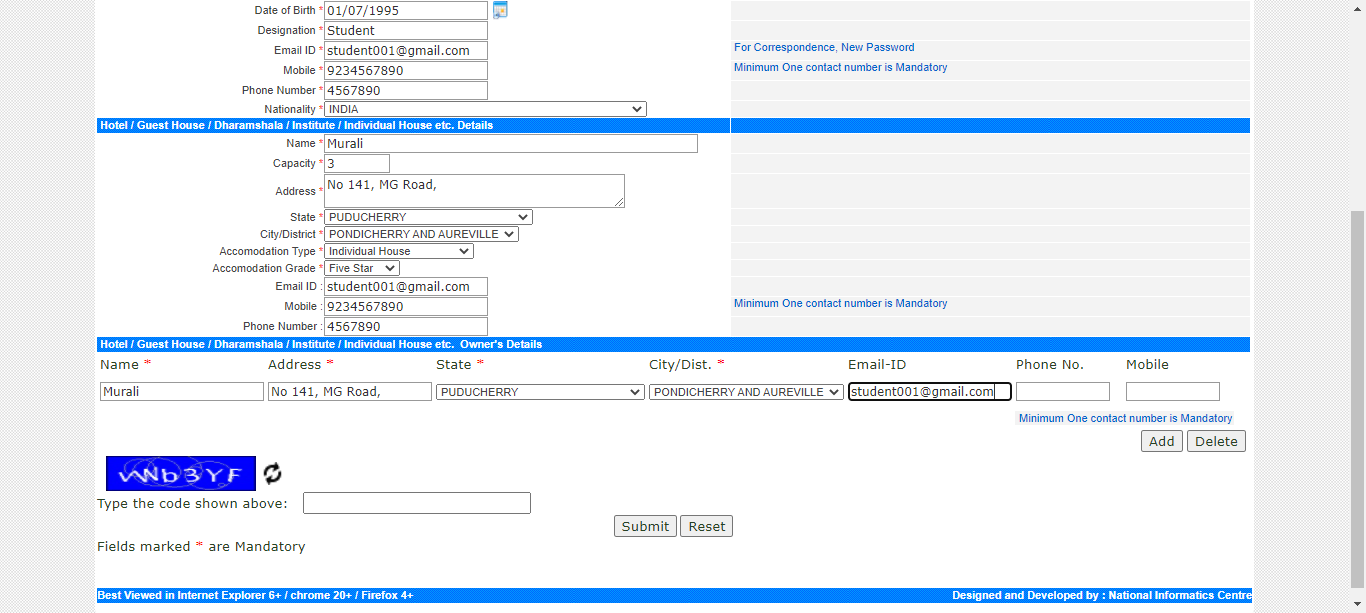 Date of Birth * 01/07/1995
Designation * Student
Email ID * student001@gmail.com For Correspondence, New Password
Mobile * 9234567890 Minimum One contact number is Mandatory
Phone Number * 4567890
Nationality * INDIA
Hotel / Guest House / Dharamshala / Institute / Individual House etc. Details
Name * Murali
Capacity * 3
Address * No 141, MG Road,
State * PUDUCHERRY
City/District * PONDICHERRY AND AUREVILLE
Accomodation Type * Individual House
Accomodation Grade * Five Star
Email ID : student001@gmail.com
Mobile : 9234567890 Minimum One contact number is Mandatory
Phone Number : 4567890
Hotel / Guest House / Dharamshala / Institute / Individual House etc. Owner's Details
Name * Address * State * City/Dist. * Email-ID Phone No. Mobile
Murali No 141, MG Road, PUDUCHERRY PONDICHERRY AND AUREVILLE student001@gmail.com
Minimum One contact number is Mandatory
Add Delete
Type the code shown above:
Submit Reset
Fields marked * are Mandatory
Best Viewed in Internet Explorer 6+ / chrome 20+ / Firefox 4+ Designed and Developed by : National Informatics Centre